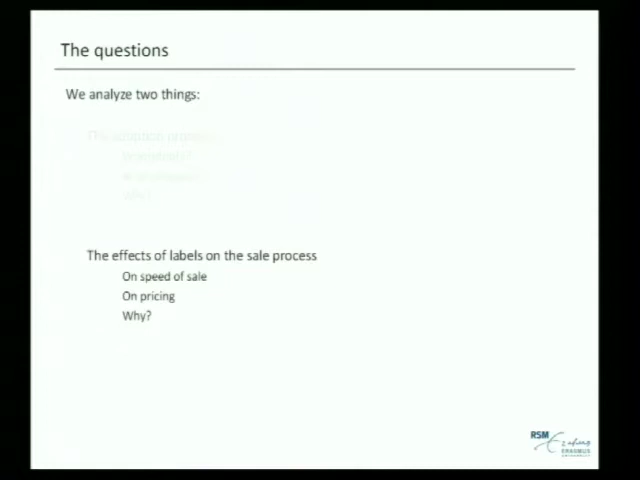 The questions
We analyze two things:
The adoption process
Why?
The effects of labels on the sale process
On speed of sale
On pricing
Why?
RSM
Erasmus